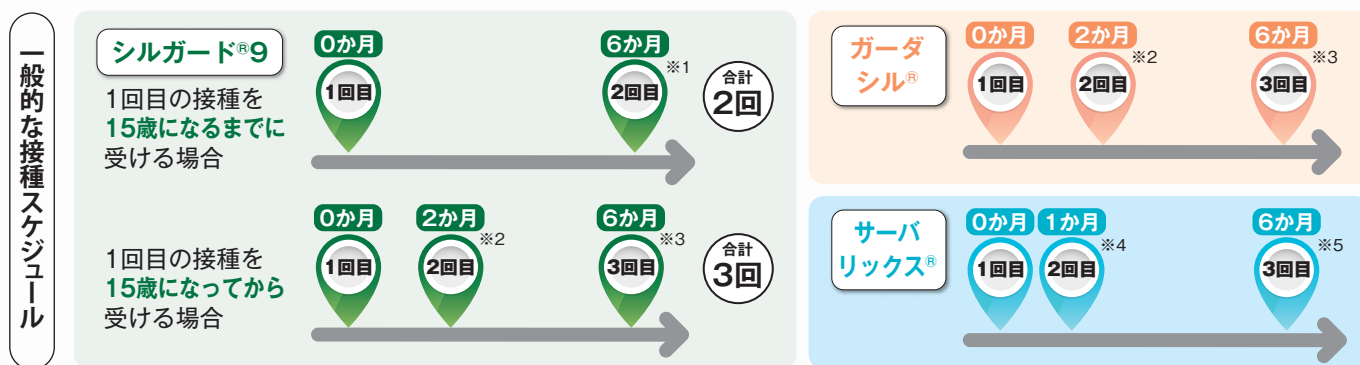 一般的な接種スケジュール
シルガード®9
1回目の接種を
15歳になるまでに
受ける場合
0か月
6か月
1回目
2回目
※1
合計
2回
1回目の接種を
15歳になってから
受ける場合
0か月
2か月
6か月
1回目
2回目
※2
3回目
※3
合計
3回
ガーダ
シル®
0か月
2か月
6か月
1回目
2回目
※2
3回目
※3
サーバ
リックス®
0か月
1か月
6か月
1回目
2回目
※4
3回目
※5